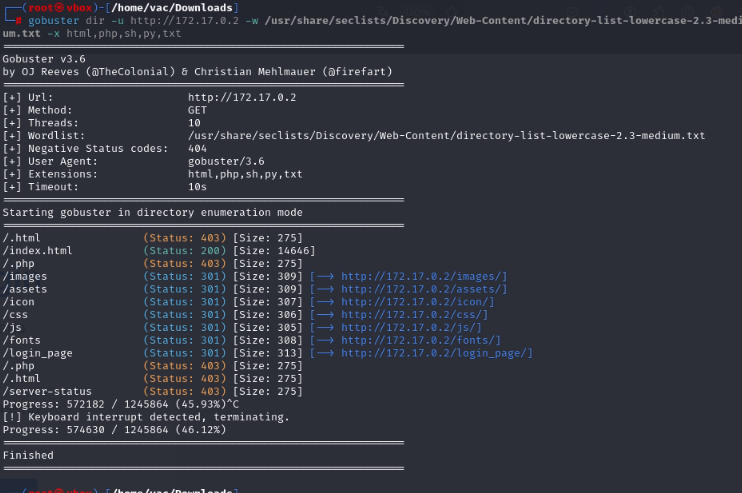 ┌──(root㉿vbox)-[/home/vac/Downloads]
└─# gobuster dir -u http://172.17.0.2 -w /usr/share/seclists/Discovery/Web-Content/directory-list-lowercase-2.3-medi
um.txt -x html,php,sh,py,txt
===============================================================
Gobuster v3.6
by OJ Reeves (@TheColonial) & Christian Mehlmauer (@firefart)
===============================================================
[+] Url:                     http://172.17.0.2
[+] Method:                  GET
[+] Threads:                 10
[+] Wordlist:                /usr/share/seclists/Discovery/Web-Content/directory-list-lowercase-2.3-medium.txt
[+] Negative Status codes:   404
[+] User Agent:              gobuster/3.6
[+] Extensions:              html,php,sh,py,txt
[+] Timeout:                 10s
===============================================================
Starting gobuster in directory enumeration mode
===============================================================
/.html                (Status: 403) [Size: 275]
/index.html           (Status: 200) [Size: 14646]
/.php                 (Status: 403) [Size: 275]
/images               (Status: 301) [Size: 309] [--> http://172.17.0.2/images/]
/assets               (Status: 301) [Size: 309] [--> http://172.17.0.2/assets/]
/icon                 (Status: 301) [Size: 307] [--> http://172.17.0.2/icon/]
/css                  (Status: 301) [Size: 306] [--> http://172.17.0.2/css/]
/js                   (Status: 301) [Size: 305] [--> http://172.17.0.2/js/]
/fonts                (Status: 301) [Size: 308] [--> http://172.17.0.2/fonts/]
/login_page           (Status: 301) [Size: 313] [--> http://172.17.0.2/login_page/]
/.php                 (Status: 403) [Size: 275]
/.html                (Status: 403) [Size: 275]
/server-status        (Status: 403) [Size: 275]
Progress: 572182 / 1245864 (45.93%)^C
[!] Keyboard interrupt detected, terminating.
Progress: 574630 / 1245864 (46.12%)
===============================================================
Finished
===============================================================
┌──(root㉿vbox)-[/home/vac/Downloads]